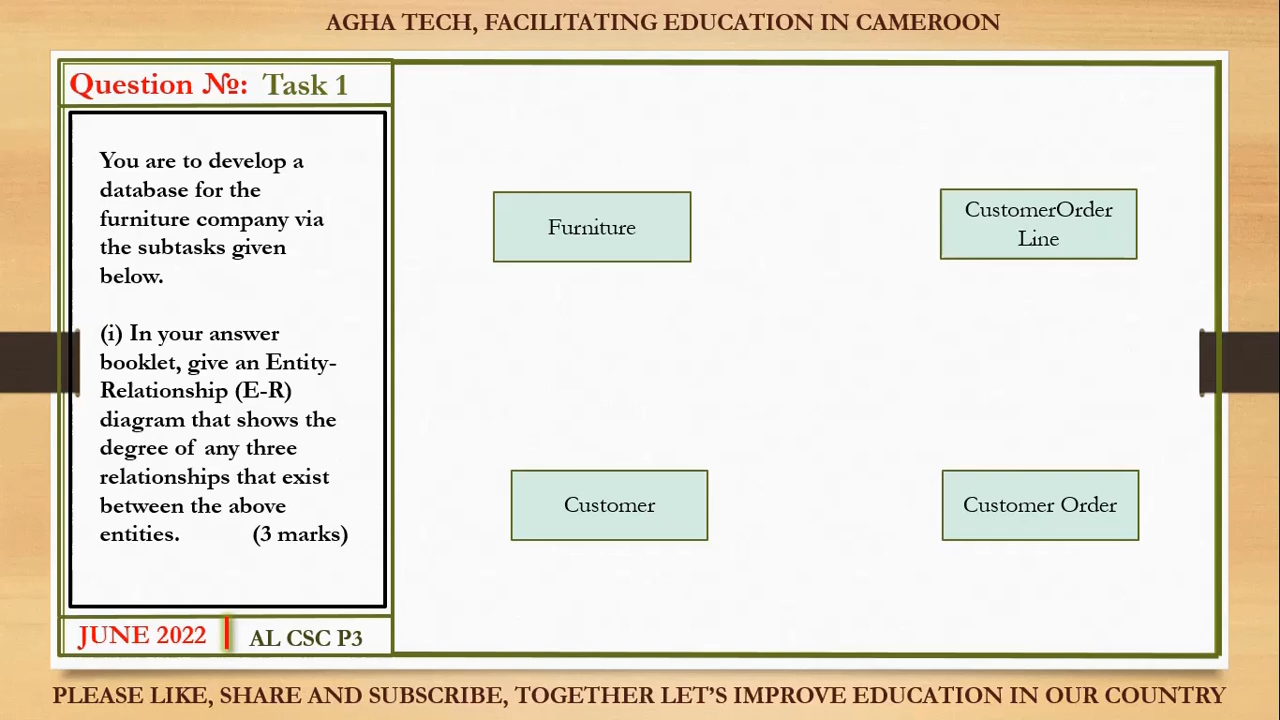 AGHA TECH, FACILITATING EDUCATION IN CAMEROON
Question №: Task 1
You are to develop a
database for the
furniture company via
the subtasks given
below.
(i) In your answer
booklet, give an Entity-
Relationship (E-R)
diagram that shows the
degree of any three
relationships that exist
between the above
entities. (3 marks)
JUNE 2022 AL CSC P3
Furniture
CustomerOrder
Line
Customer
Customer Order
PLEASE LIKE, SHARE AND SUBSCRIBE, TOGETHER LET'S IMPROVE EDUCATION IN OUR COUNTRY